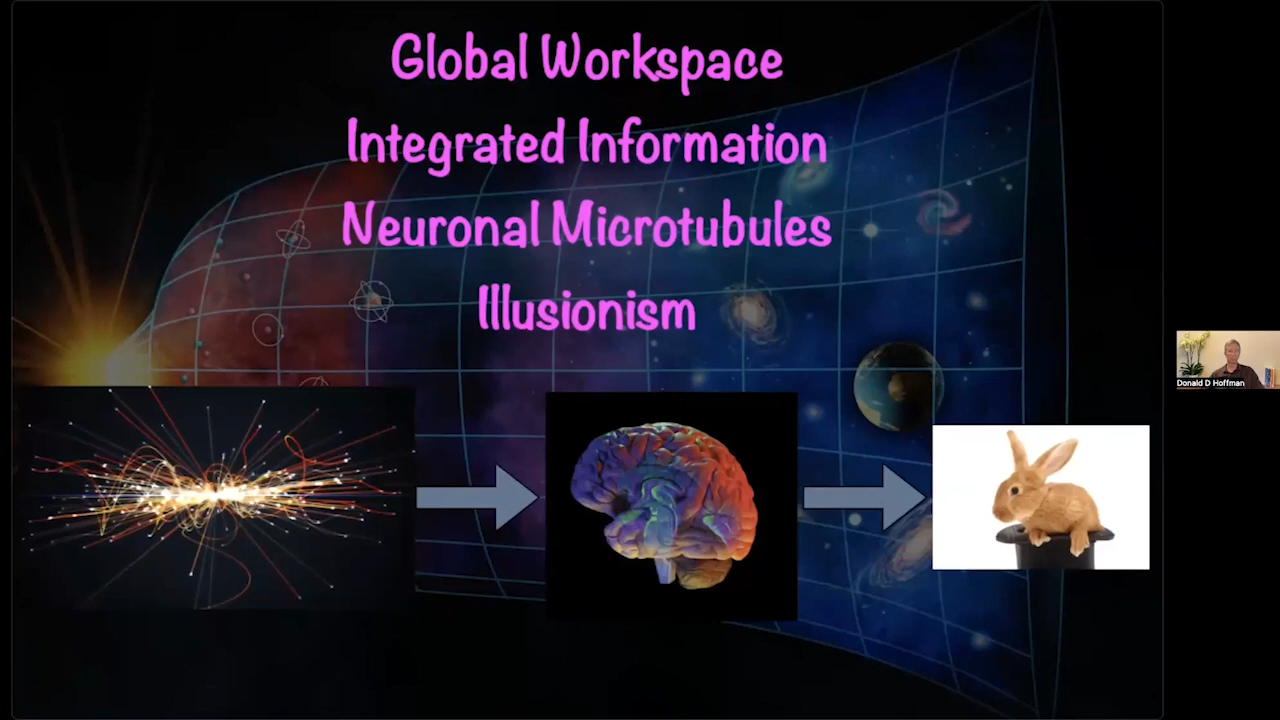 Global Workspace
Integrated Information
Neuronal Microtubules
Illusionism
Donald D Hoffman